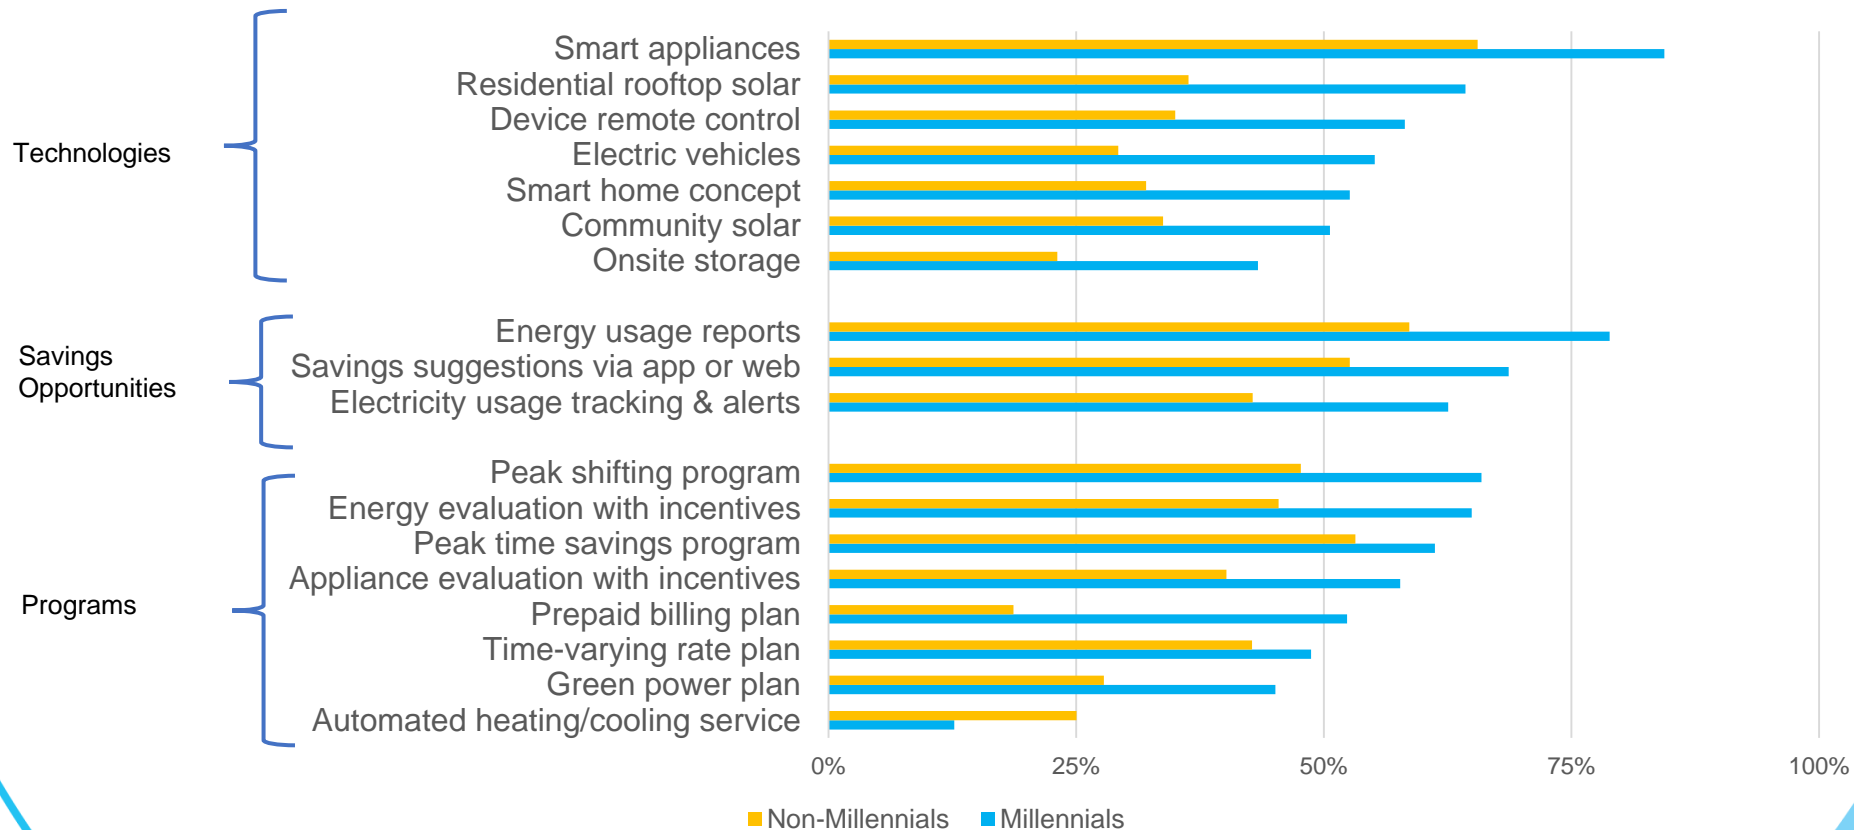 Technologies
Smart appliances
Residential rooftop solar
Device remote control
Electric vehicles
Smart home concept
Community solar
Onsite storage
Savings
Opportunities
Energy usage reports
Savings suggestions via app or web
Electricity usage tracking & alerts
Programs
Peak shifting program
Energy evaluation with incentives
Peak time savings program
Appliance evaluation with incentives
Prepaid billing plan
Time-varying rate plan
Green power plan
Automated heating/cooling service
0% 25% 50% 75% 100%
Non-Millennials Millennials